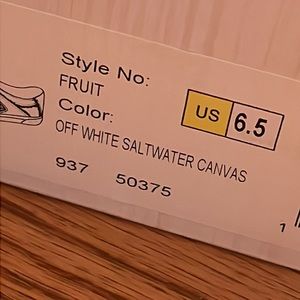 Style No:
FRUIT
Color:
OFF WHITE SALTWATER CANVAS
937 50375
US 6.5
1